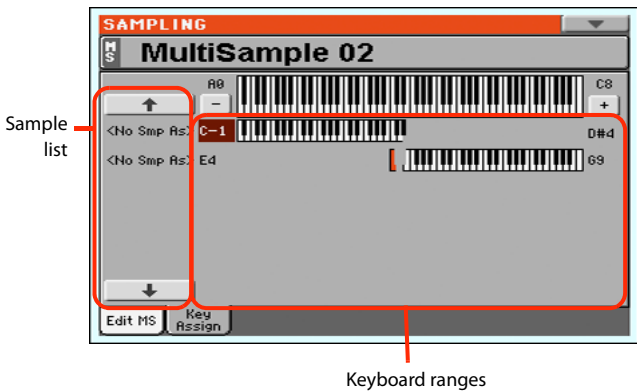 SAMPLING
MS MultiSample 02
A0 C8
- +
Sample list
<No Smp As> C-1 D#4
<No Smp As> E4 G9
Edit MS Key Assign
Keyboard ranges